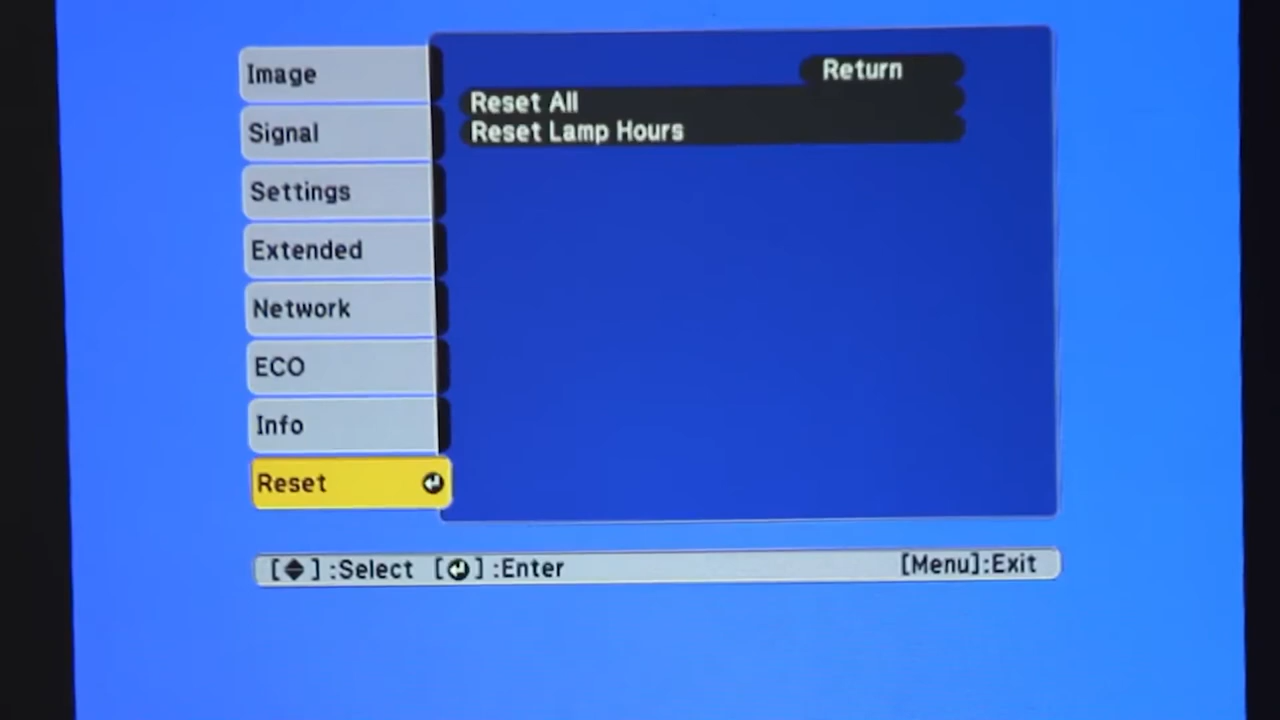 Image
Signal
Settings
Extended
Network
ECO
Info
Reset
Return
Reset All
Reset Lamp Hours
[ ] :Select [ ] :Enter [Menu]:Exit